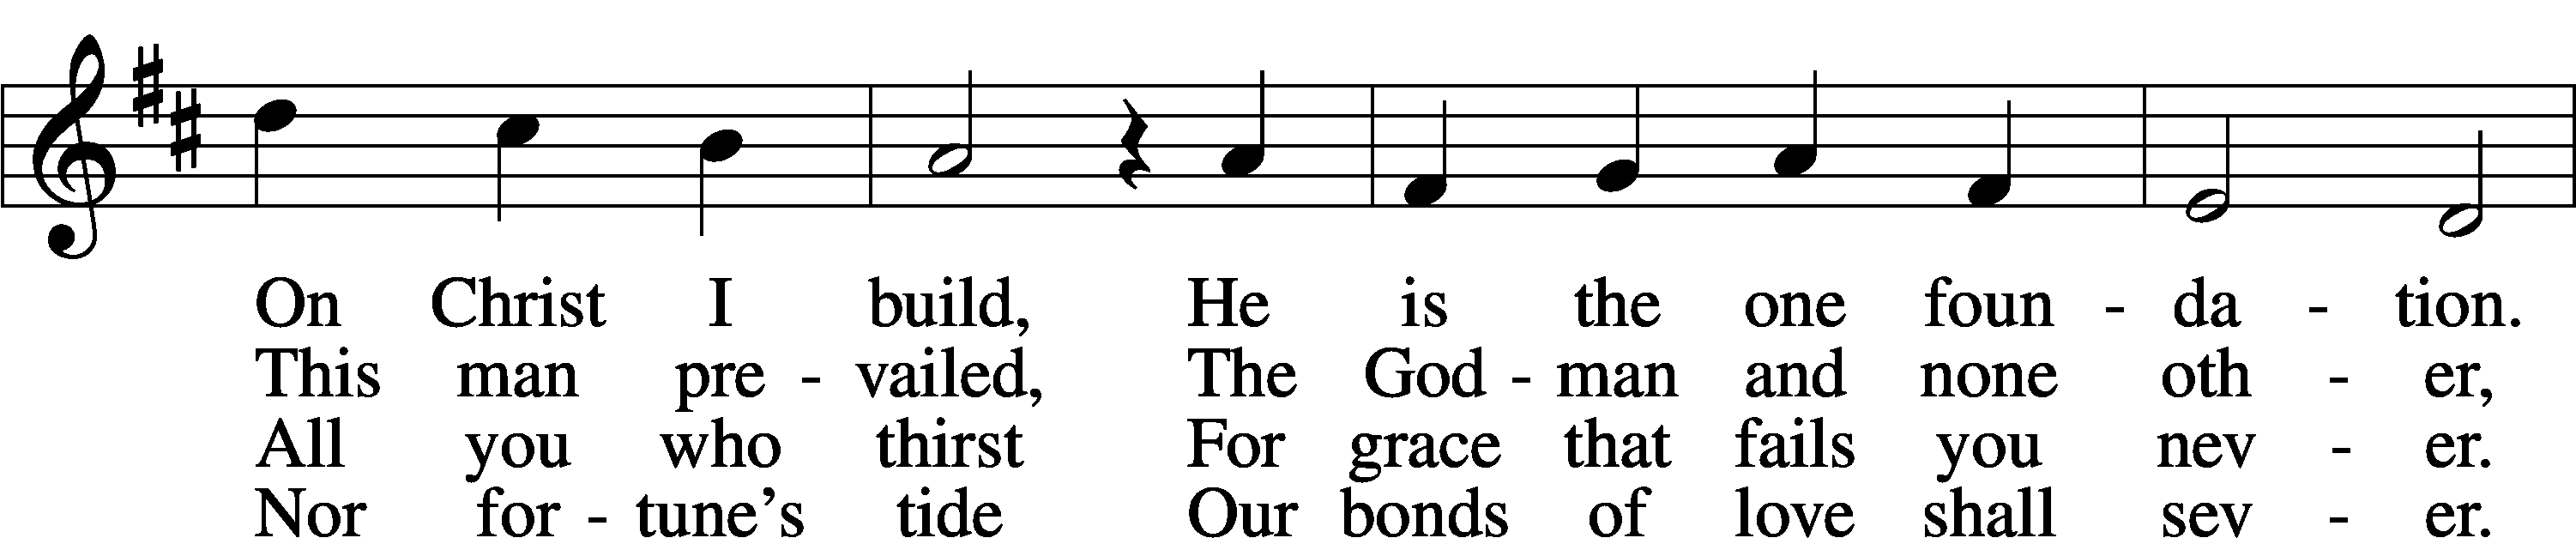 On Christ I build, He is the one foun - da - tion.
This man pre - vailed, The God - man and none oth - er,
All you who thirst For grace that fails you nev - er.
Nor for - tune’s tide Our bonds of love shall sev - er.